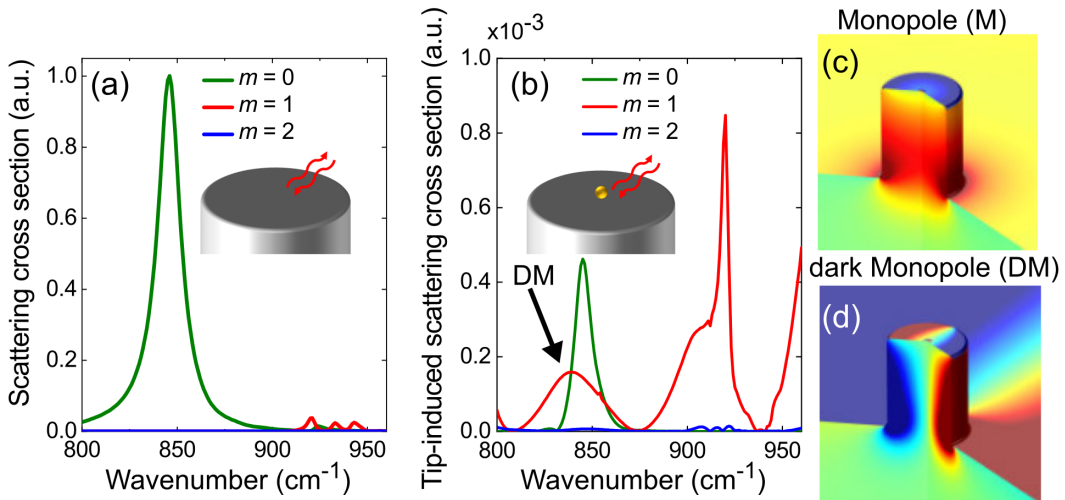 (a)
m = 0
m = 1
m = 2
Scattering cross section (a.u.)
1.0
0.8
0.6
0.4
0.2
0.0
800
850
900
950
Wavenumber (cm⁻¹)
×10⁻³
(b)
m = 0
m = 1
m = 2
DM
Tip-induced scattering cross section (a.u.)
1.0
0.8
0.6
0.4
0.2
0.0
800
850
900
950
Wavenumber (cm⁻¹)
Monopole (M)
(c)
dark Monopole (DM)
(d)